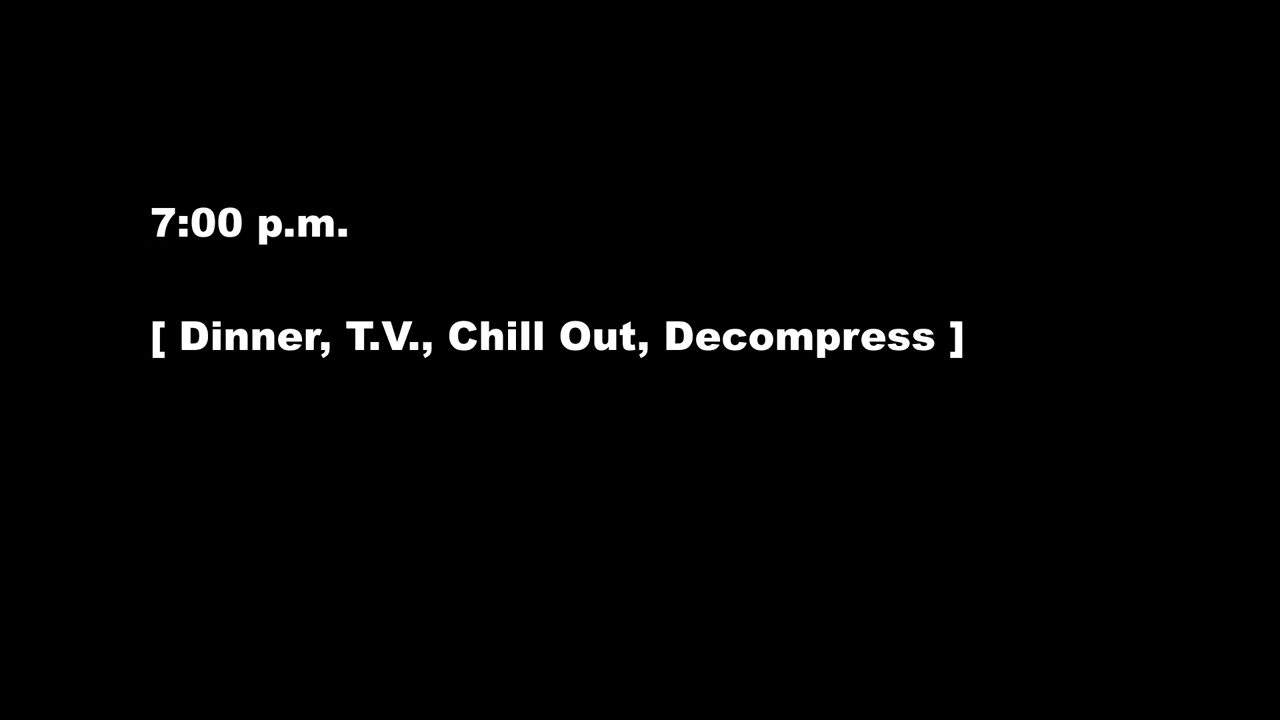 7:00 p.m.
[ Dinner, T.V., Chill Out, Decompress ]